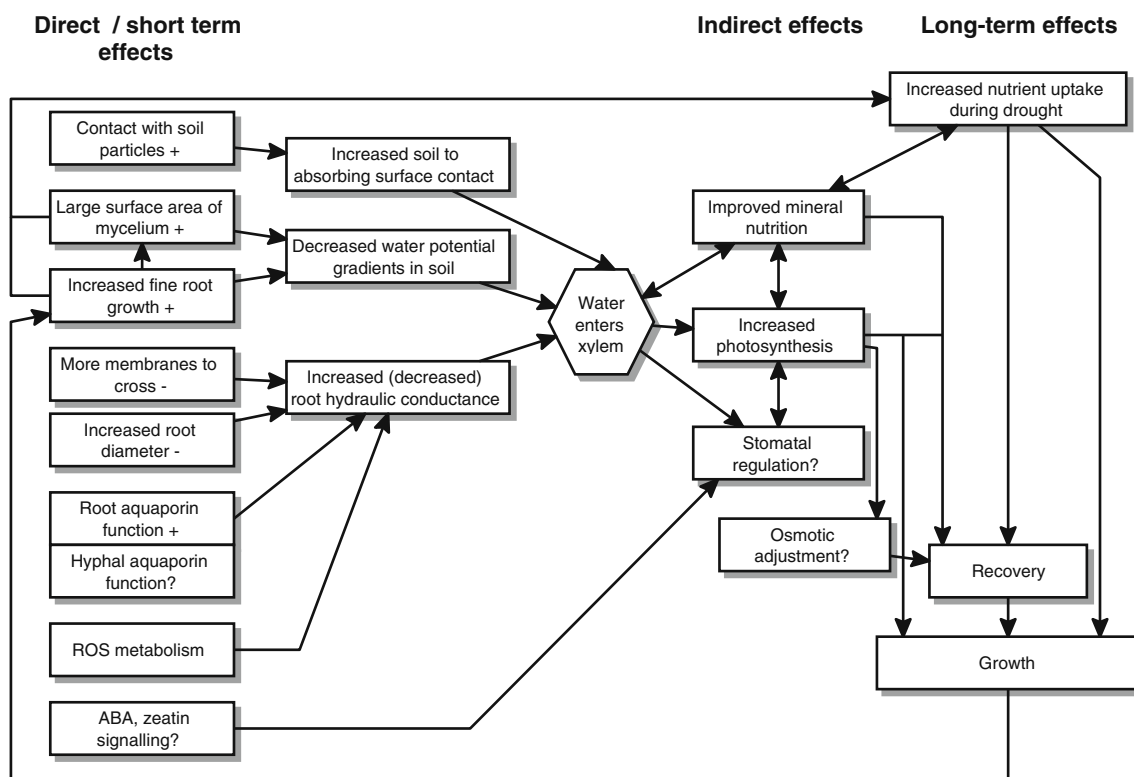 Direct / short term
effects
Indirect effects
Long-term effects
Increased nutrient uptake
during drought
Contact with soil
particles +
Increased soil to
absorbing surface contact
Large surface area of
mycelium +
Improved mineral
nutrition
Decreased water potential
gradients in soil
Increased fine root
growth +
Water
enters
xylem
Increased
photosynthesis
More membranes to
cross -
Increased (decreased)
root hydraulic conductance
Increased root
diameter -
Stomatal
regulation?
Root aquaporin
function +
Hyphal aquaporin
function?
Osmotic
adjustment?
Recovery
ROS metabolism
Growth
ABA, zeatin
signalling?